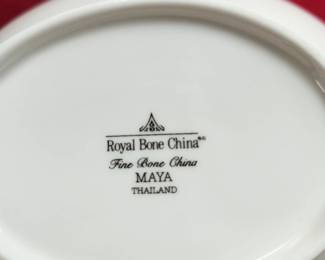 Royal Bone China
Fine Bone China
MAYA
THAILAND